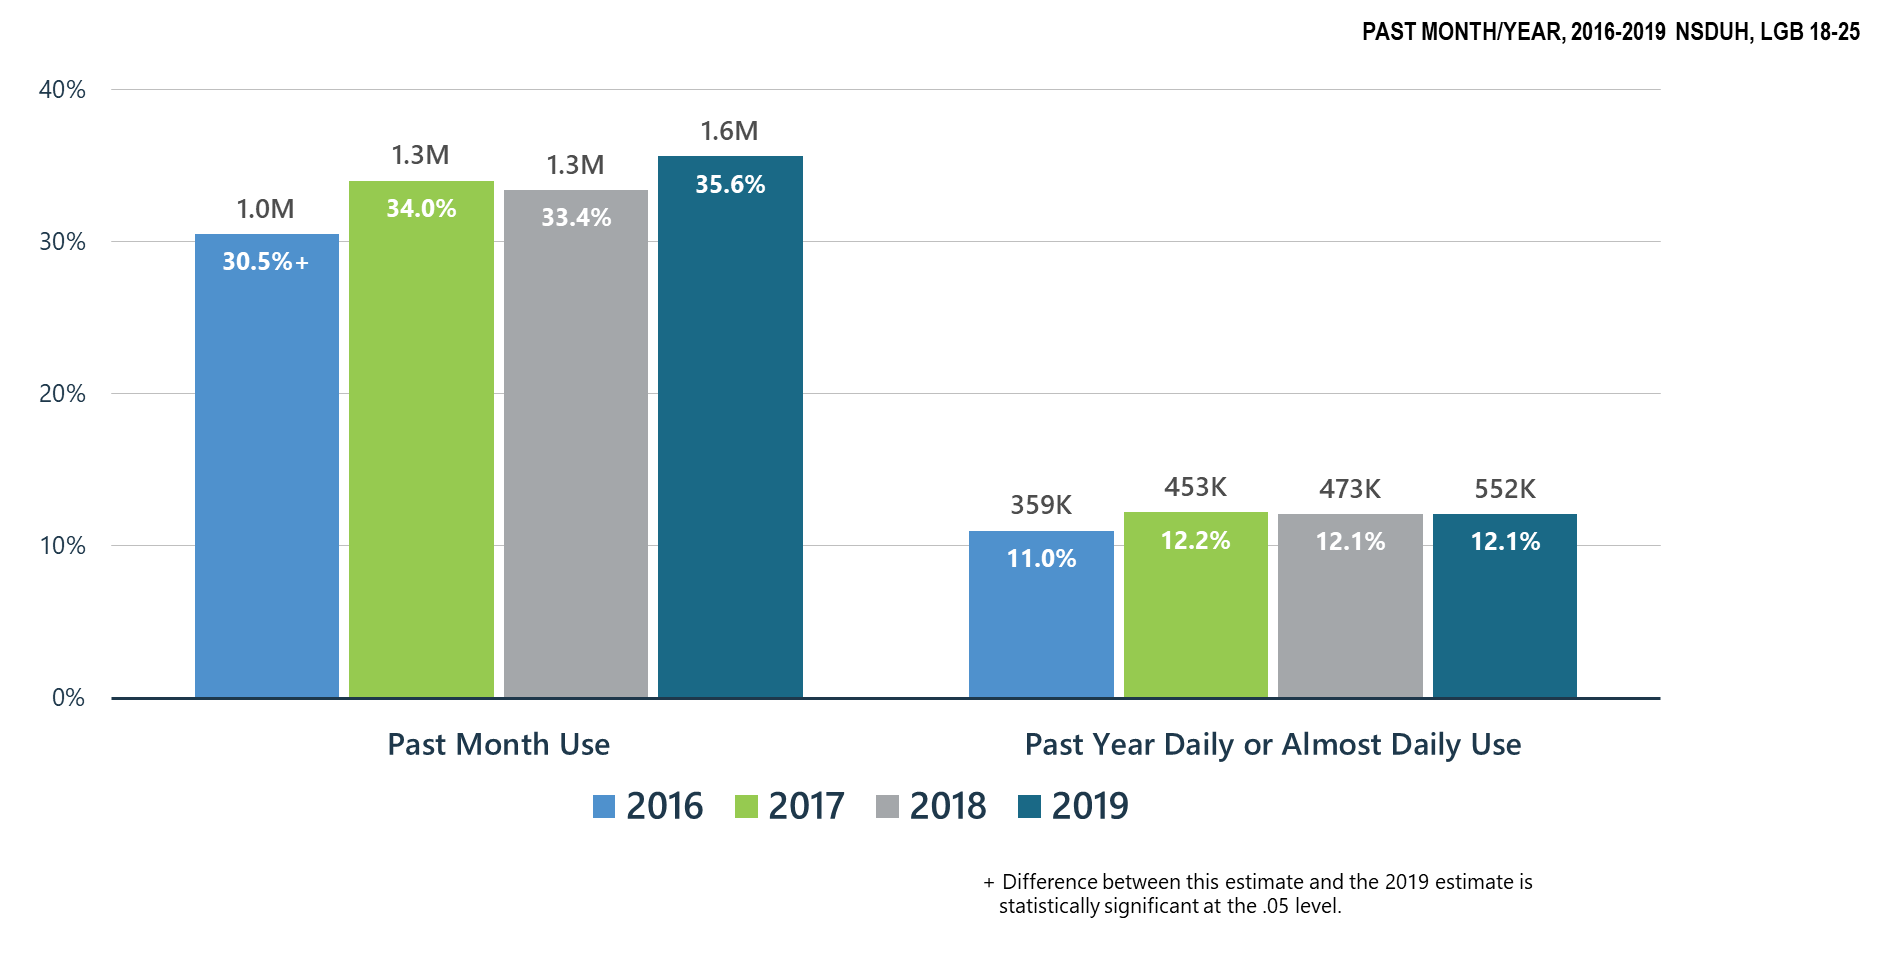 PAST MONTH/YEAR, 2016-2019 NSDUH, LGB 18-25
40%
30%
20%
10%
0%
1.0M
30.5%+
1.3M
34.0%
1.3M
33.4%
1.6M
35.6%
359K
11.0%
453K
12.2%
473K
12.1%
552K
12.1%
Past Month Use
Past Year Daily or Almost Daily Use
2016 2017 2018 2019
+ Difference between this estimate and the 2019 estimate is
statistically significant at the .05 level.